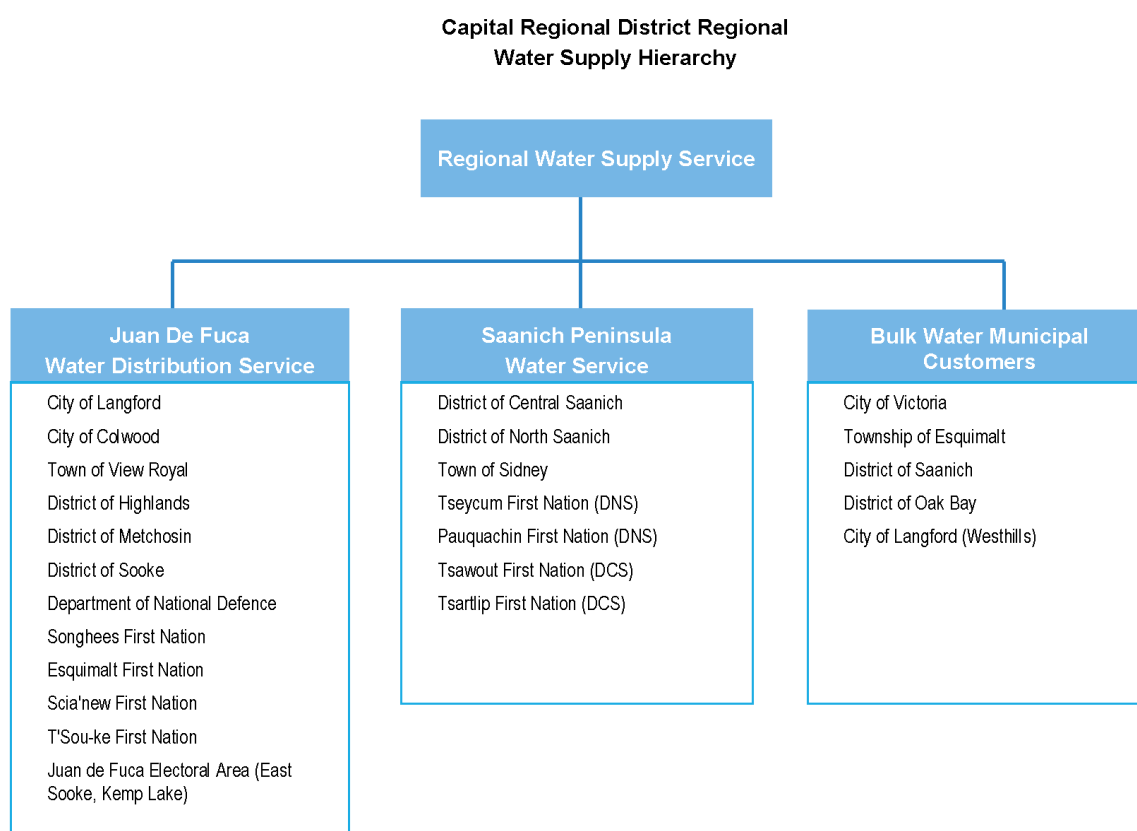 Capital Regional District Regional
Water Supply Hierarchy
Regional Water Supply Service
Juan De Fuca
Water Distribution Service
City of Langford
City of Colwood
Town of View Royal
District of Highlands
District of Metchosin
District of Sooke
Department of National Defence
Songhees First Nation
Esquimalt First Nation
Scia'new First Nation
T'Sou-ke First Nation
Juan de Fuca Electoral Area (East
Sooke, Kemp Lake)
Saanich Peninsula
Water Service
District of Central Saanich
District of North Saanich
Town of Sidney
Tseycum First Nation (DNS)
Pauquachin First Nation (DNS)
Tsawout First Nation (DCS)
Tsartlip First Nation (DCS)
Bulk Water Municipal
Customers
City of Victoria
Township of Esquimalt
District of Saanich
District of Oak Bay
City of Langford (Westhills)